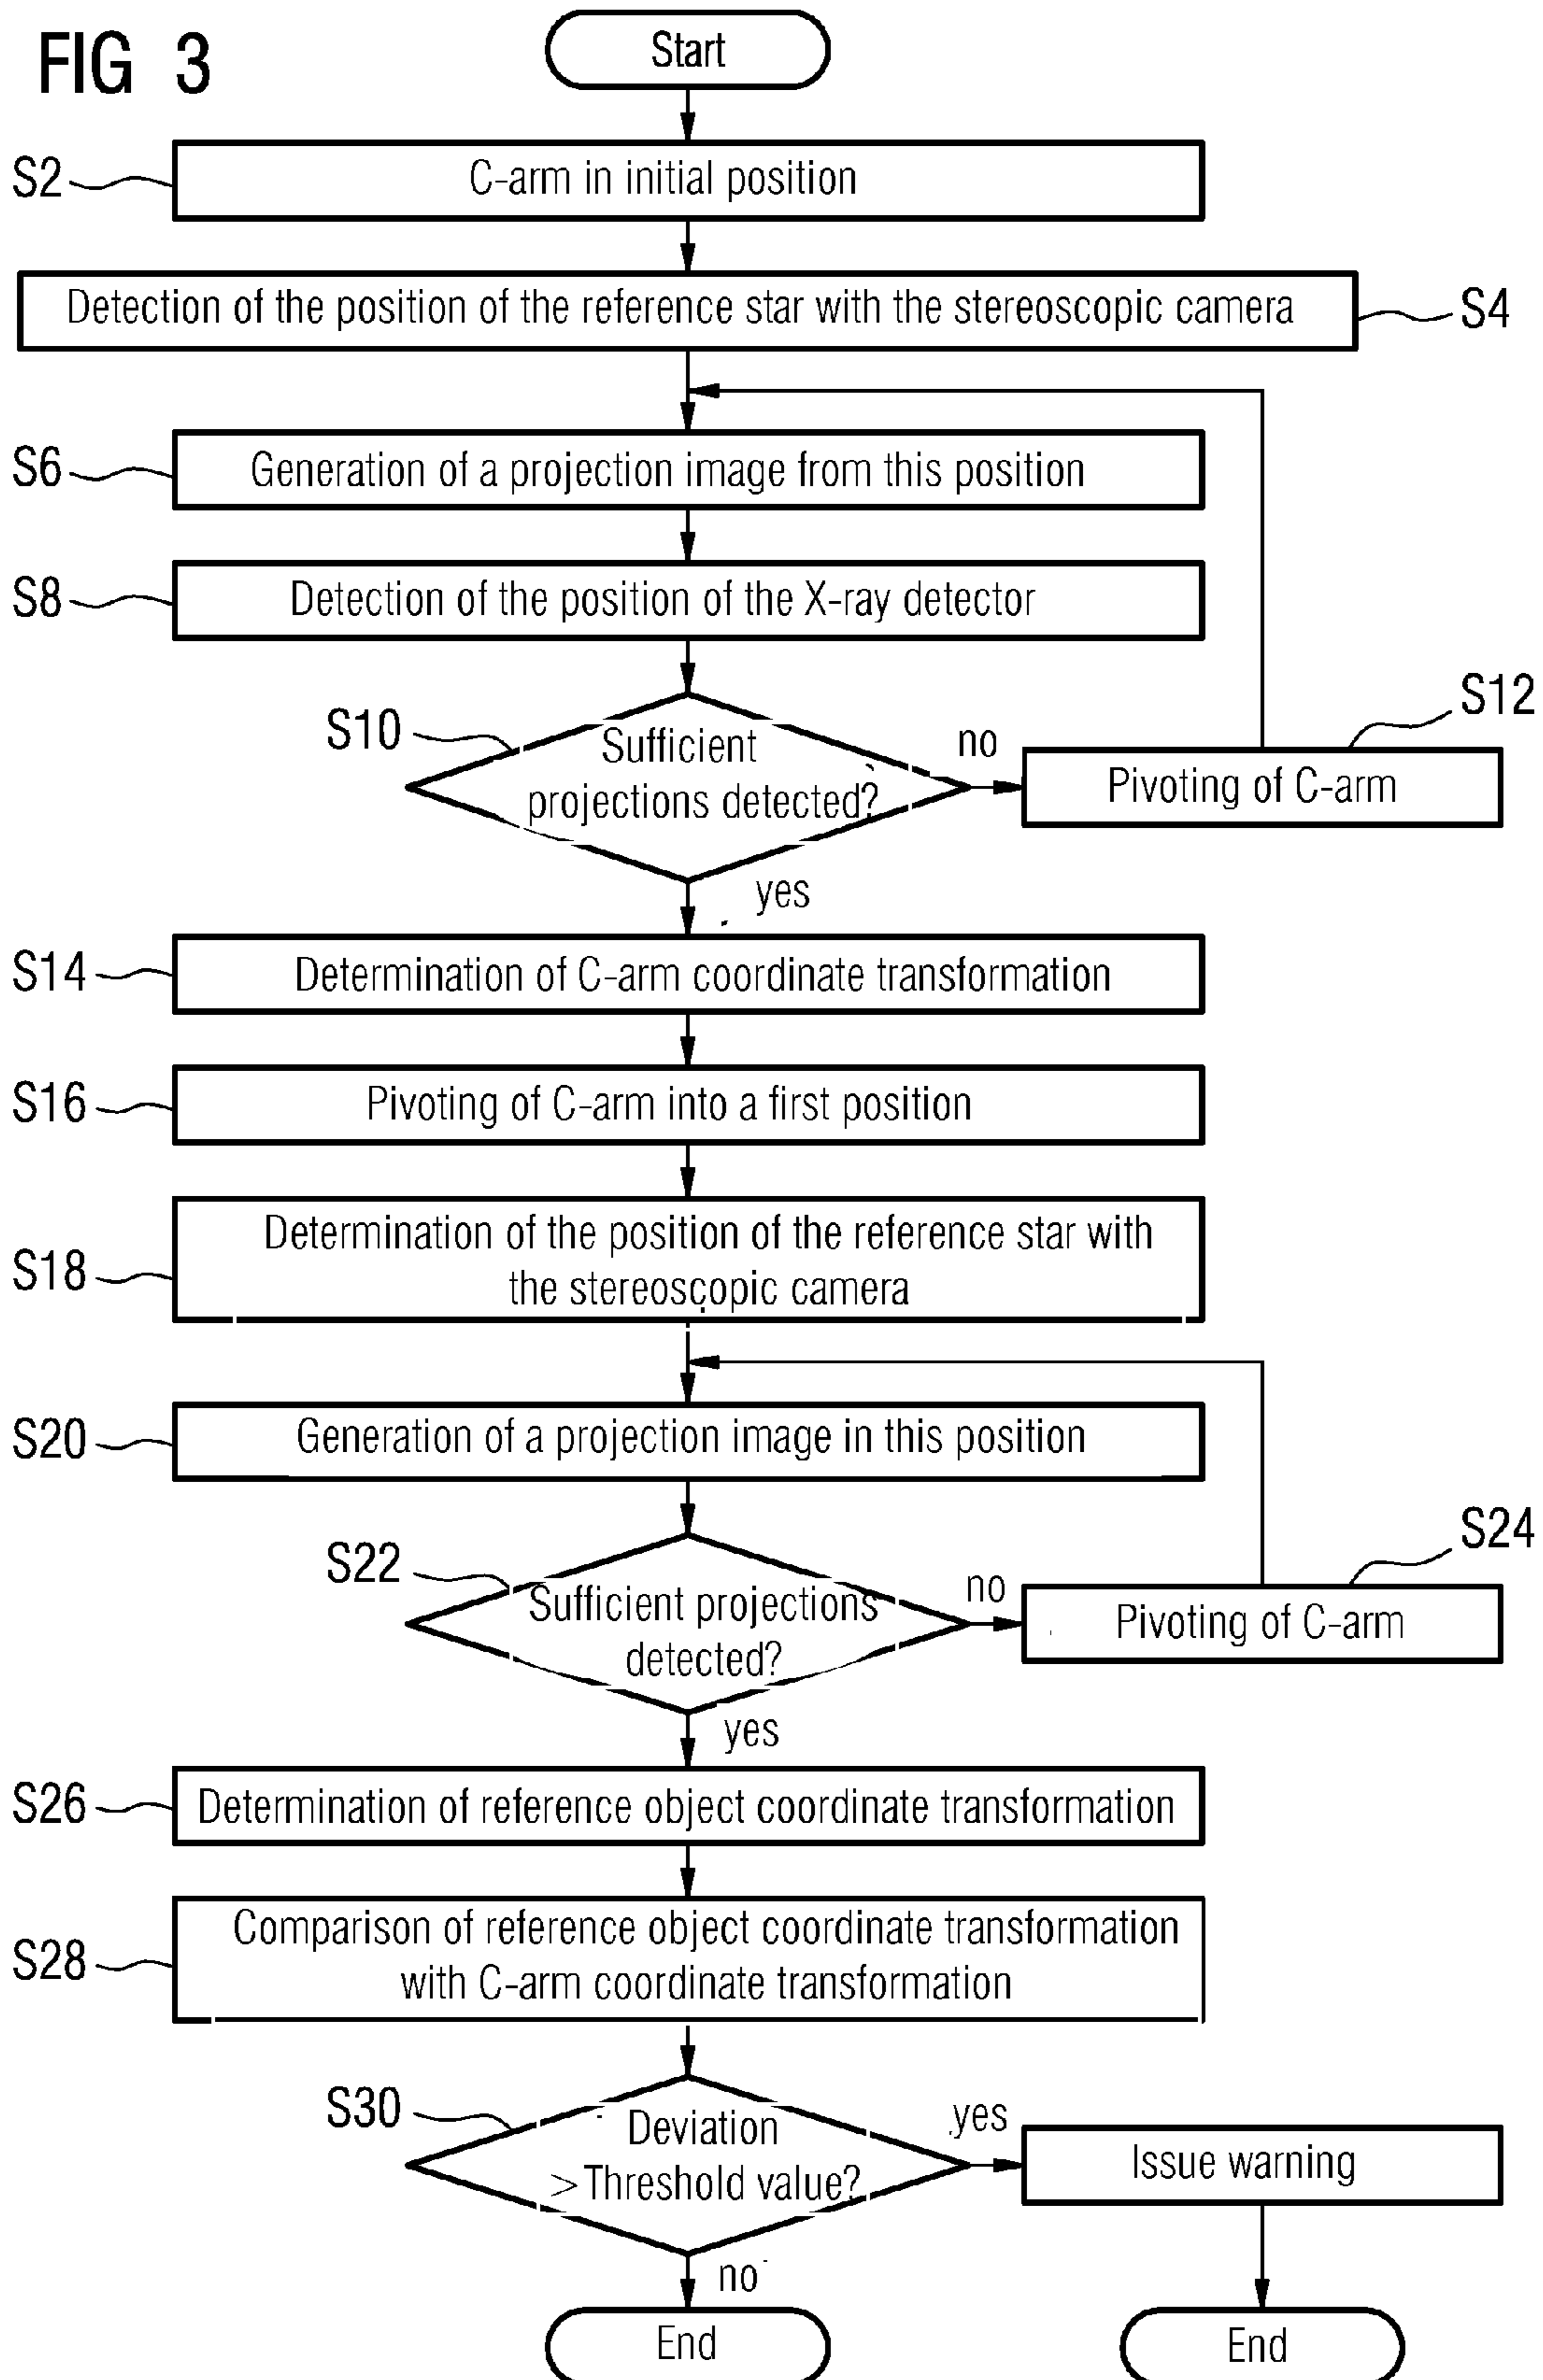 FIG 3
Start
S2
C-arm in initial position
Detection of the position of the reference star with the stereoscopic camera
S4
S6
Generation of a projection image from this position
S8
Detection of the position of the X-ray detector
S10
Sufficient
projections detected?
no
S12
Pivoting of C-arm
yes
S14
Determination of C-arm coordinate transformation
S16
Pivoting of C-arm into a first position
S18
Determination of the position of the reference star with
the stereoscopic camera
S20
Generation of a projection image in this position
S22
Sufficient projections
detected?
no
S24
Pivoting of C-arm
yes
S26
Determination of reference object coordinate transformation
S28
Comparison of reference object coordinate transformation
with C-arm coordinate transformation
S30
Deviation
> Threshold value?
yes
Issue warning
no
End
End